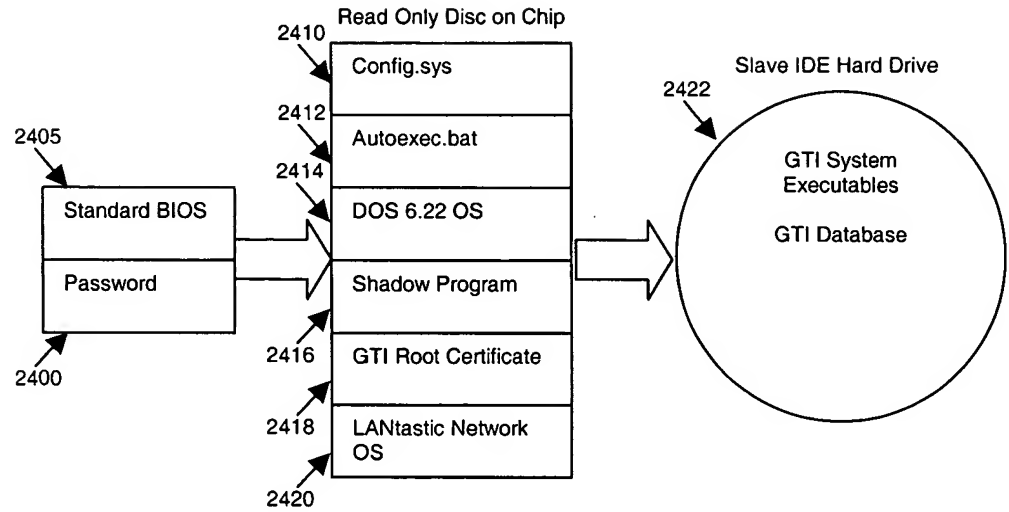 Read Only Disc on Chip
2410
Config.sys
Slave IDE Hard Drive
2422
2412
Autoexec.bat
2405
2414
GTI System
Executables
Standard BIOS
DOS 6.22 OS
GTI Database
Password
Shadow Program
2400
2416
GTI Root Certificate
2418
LANtastic Network
OS
2420